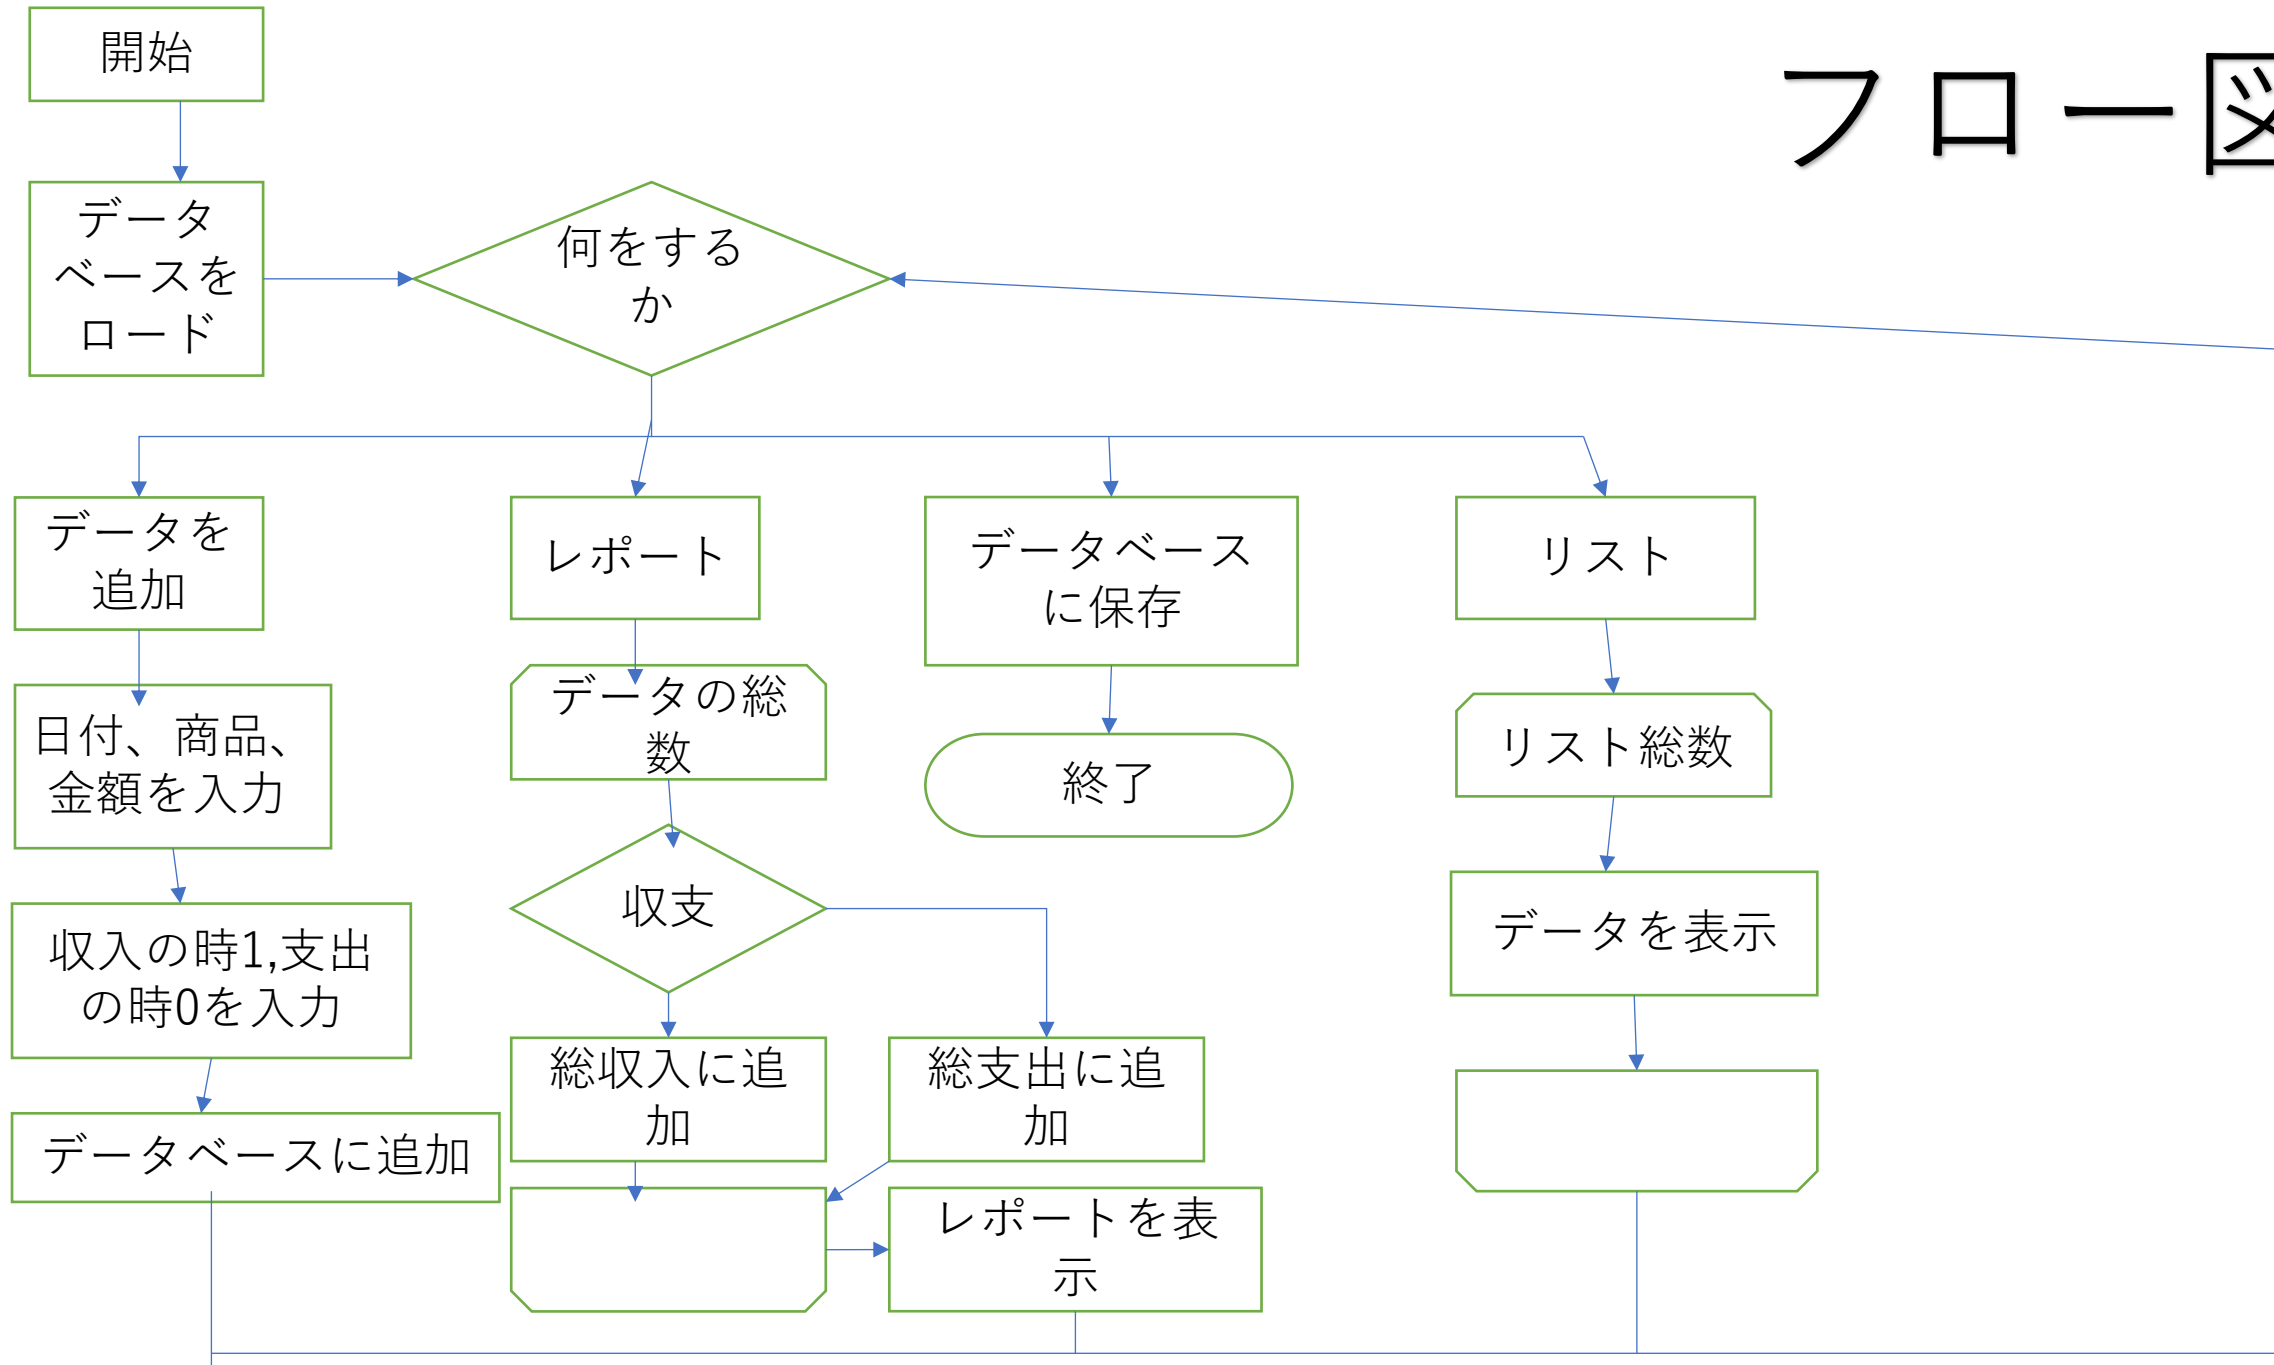 開始
フロー図
データ
ベースを
ロード
何をする
か
データを
追加
レポート
データベース
に保存
リスト
日付、商品、
金額を入力
データの総
数
終了
リスト総数
収入の時1,支出
の時0を入力
収支
データを表示
データベースに追加
総収入に追
加
総支出に追
加
レポートを表
示